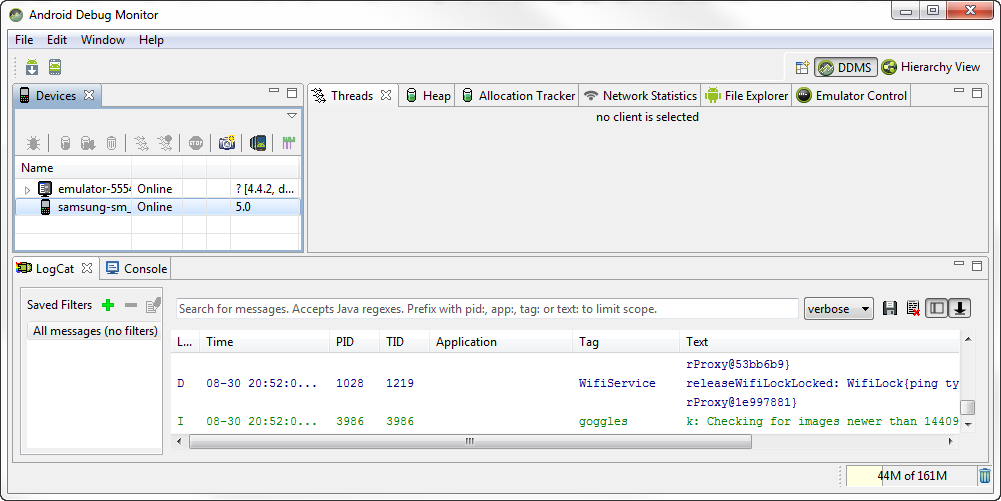 Android Debug Monitor
File Edit Window Help
DDMS Hierarchy View
Devices
Name
emulator-5554 Online ? [4.4.2, d...
samsung-sm_ Online 5.0
Threads Heap Allocation Tracker Network Statistics File Explorer Emulator Control
no client is selected
LogCat Console
Saved Filters
All messages (no filters)
Search for messages. Accepts Java regexes. Prefix with pid:, app:, tag: or text: to limit scope. verbose
L... Time PID TID Application Tag Text
rProxy@53bb6b9}
D 08-30 20:52:0... 1028 1219 WifiService releaseWifiLockLocked: WifiLock{ping ty
rProxy@1e997881}
I 08-30 20:52:0... 3986 3986 goggles k: Checking for images newer than 14409
44M of 161M